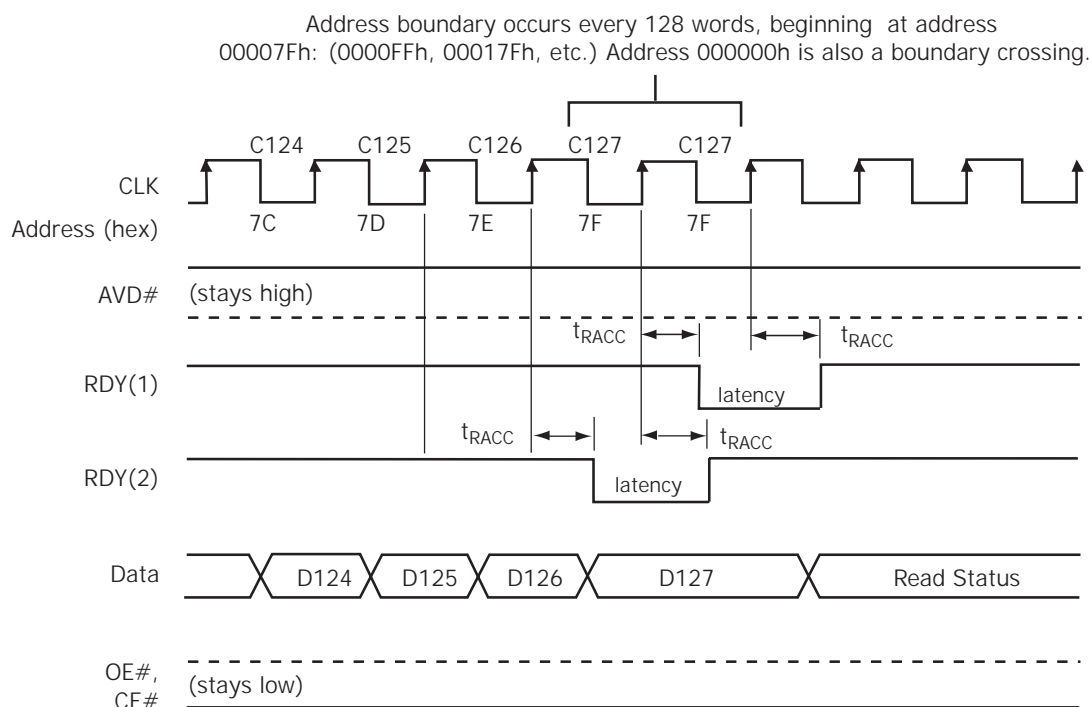 Address boundary occurs every 128 words, beginning at address
00007Fh: (0000FFh, 00017Fh, etc.) Address 000000h is also a boundary crossing.
C124 C125 C126 C127 C127
CLK
7C 7D 7E 7F 7F
Address (hex)
AVD# (stays high)
tRACC tRACC
RDY(1)
latency
tRACC tRACC
RDY(2)
latency
Data D124 D125 D126 D127 Read Status
OE#,
CE# (stays low)